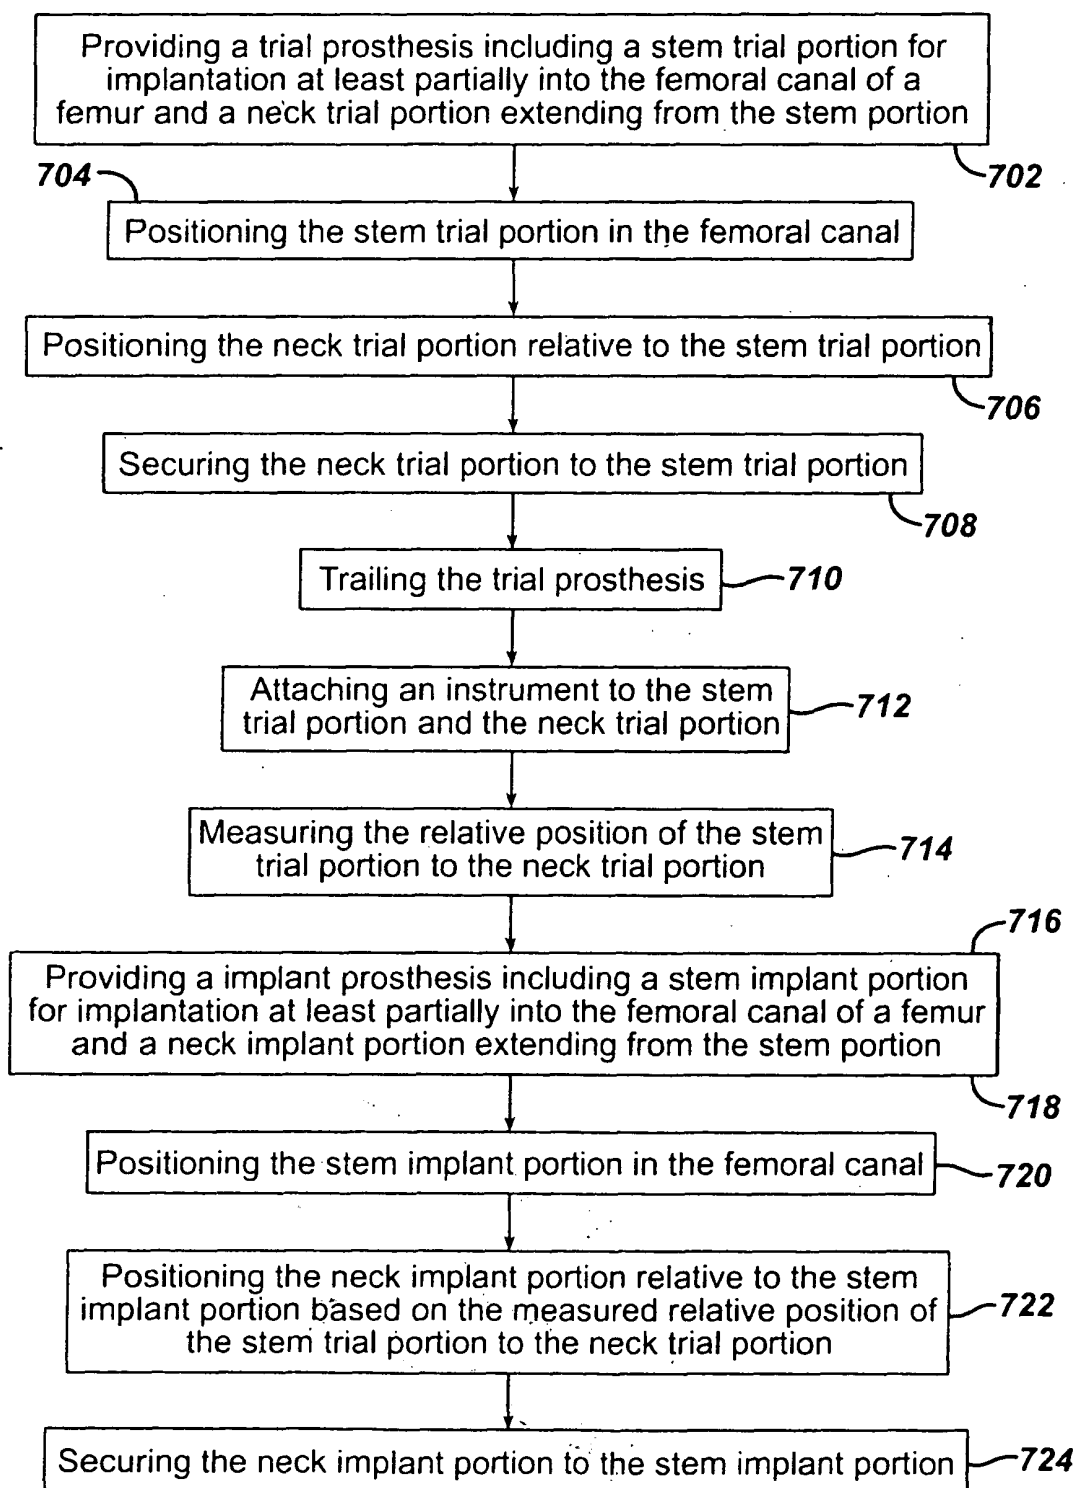 Providing a trial prosthesis including a stem trial portion for
implantation at least partially into the femoral canal of a
femur and a neck trial portion extending from the stem portion
702
704
Positioning the stem trial portion in the femoral canal
Positioning the neck trial portion relative to the stem trial portion
706
Securing the neck trial portion to the stem trial portion
708
Trailing the trial prosthesis
710
Attaching an instrument to the stem
trial portion and the neck trial portion
712
Measuring the relative position of the stem
trial portion to the neck trial portion
714
716
Providing a implant prosthesis including a stem implant portion
for implantation at least partially into the femoral canal of a femur
and a neck implant portion extending from the stem portion
718
Positioning the stem implant portion in the femoral canal
720
Positioning the neck implant portion relative to the stem
implant portion based on the measured relative position of
the stem trial portion to the neck trial portion
722
Securing the neck implant portion to the stem implant portion
724